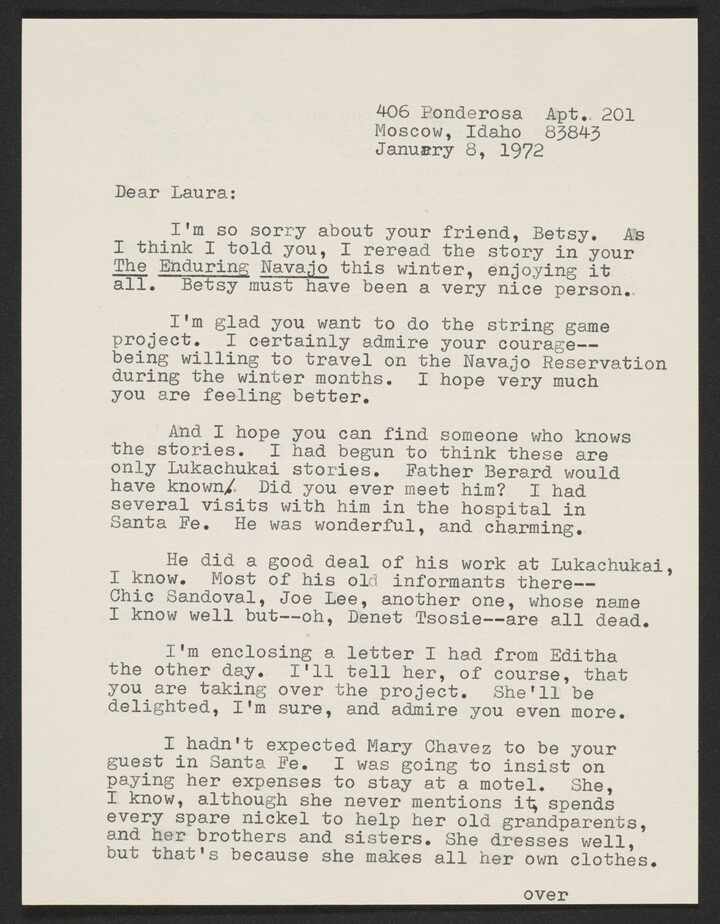 406 Ponderosa Apt. 201
Moscow, Idaho 83843
January 8, 1972
Dear Laura:
I'm so sorry about your friend, Betsy. As
I think I told you, I reread the story in your
The Enduring Navajo this winter, enjoying it
all. Betsy must have been a very nice person.
I'm glad you want to do the string game
project. I certainly admire your courage--
being willing to travel on the Navajo Reservation
during the winter months. I hope very much
you are feeling better.
And I hope you can find someone who knows
the stories. I had begun to think these are
only Lukachukai stories. Father Berard would
have known. Did you ever meet him? I had
several visits with him in the hospital in
Santa Fe. He was wonderful, and charming.
He did a good deal of his work at Lukachukai,
I know. Most of his old informants there--
Chic Sandoval, Joe Lee, another one, whose name
I know well but--oh, Denet Tsosie--are all dead.
I'm enclosing a letter I had from Editha
the other day. I'll tell her, of course, that
you are taking over the project. She'll be
delighted, I'm sure, and admire you even more.
I hadn't expected Mary Chavez to be your
guest in Santa Fe. I was going to insist on
paying her expenses to stay at a motel. She,
I know, although she never mentions it, spends
every spare nickel to help her old grandparents,
and her brothers and sisters. She dresses well,
but that's because she makes all her own clothes.
over